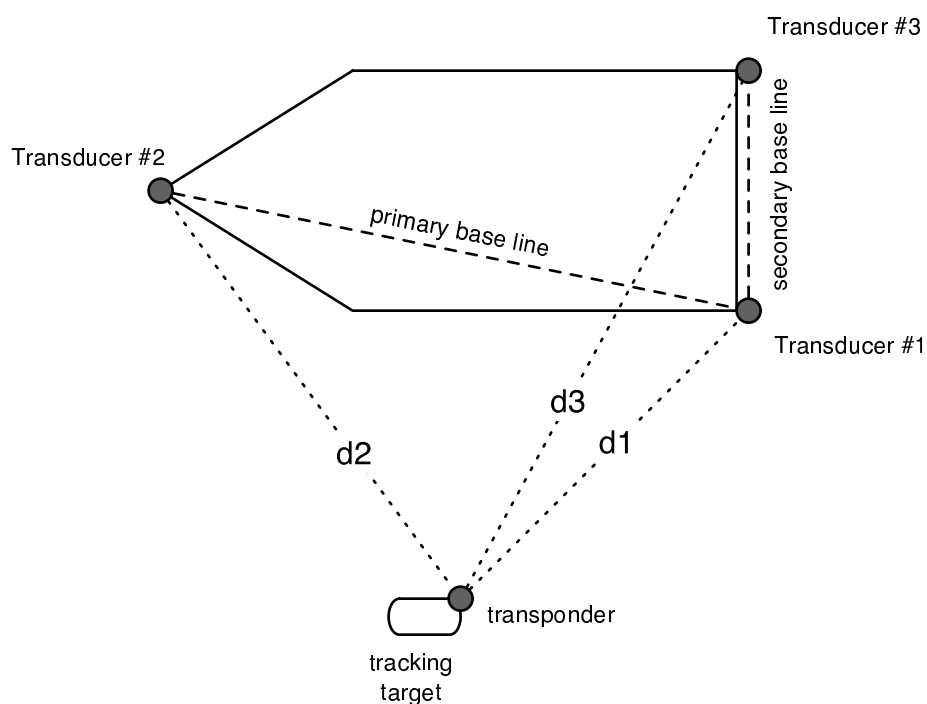 Transducer #3
Transducer #2
secondary base line
primary base line
Transducer #1
d3
d1
d2
transponder
tracking
target